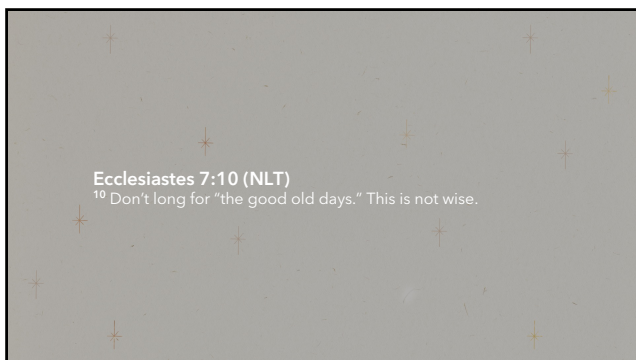 Ecclesiastes 7:10 (NLT)
10 Don’t long for “the good old days.” This is not wise.